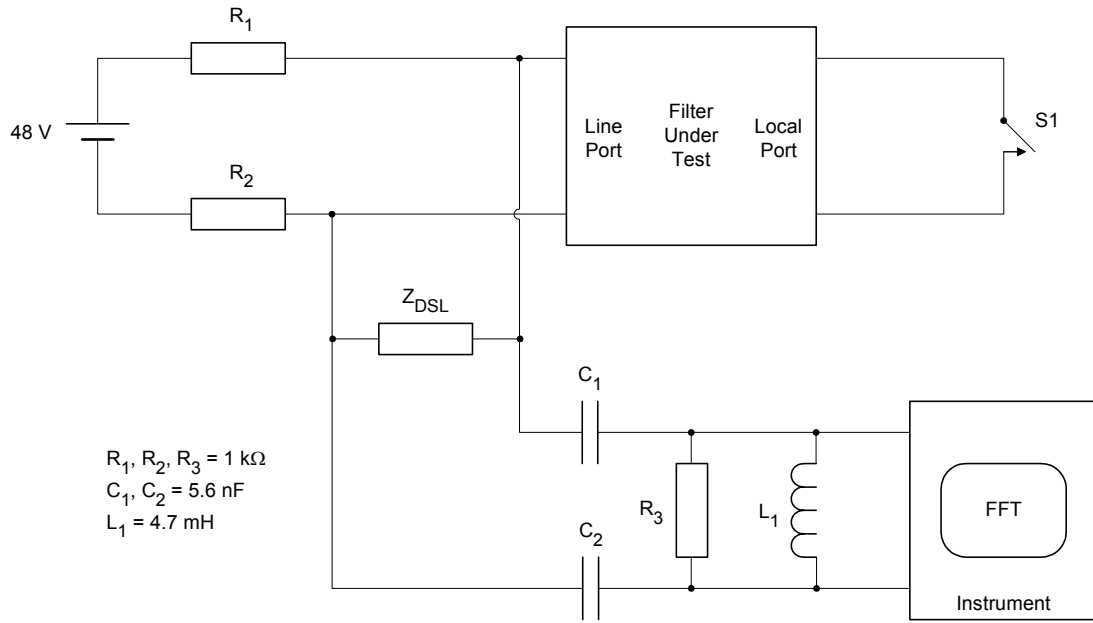 R1
48 V
R2
Line
Port
Filter
Under
Test
Local
Port
S1
ZDSL
C1
R1, R2, R3 = 1 kΩ
C1, C2 = 5.6 nF
L1 = 4.7 mH
R3
L1
C2
FFT
Instrument